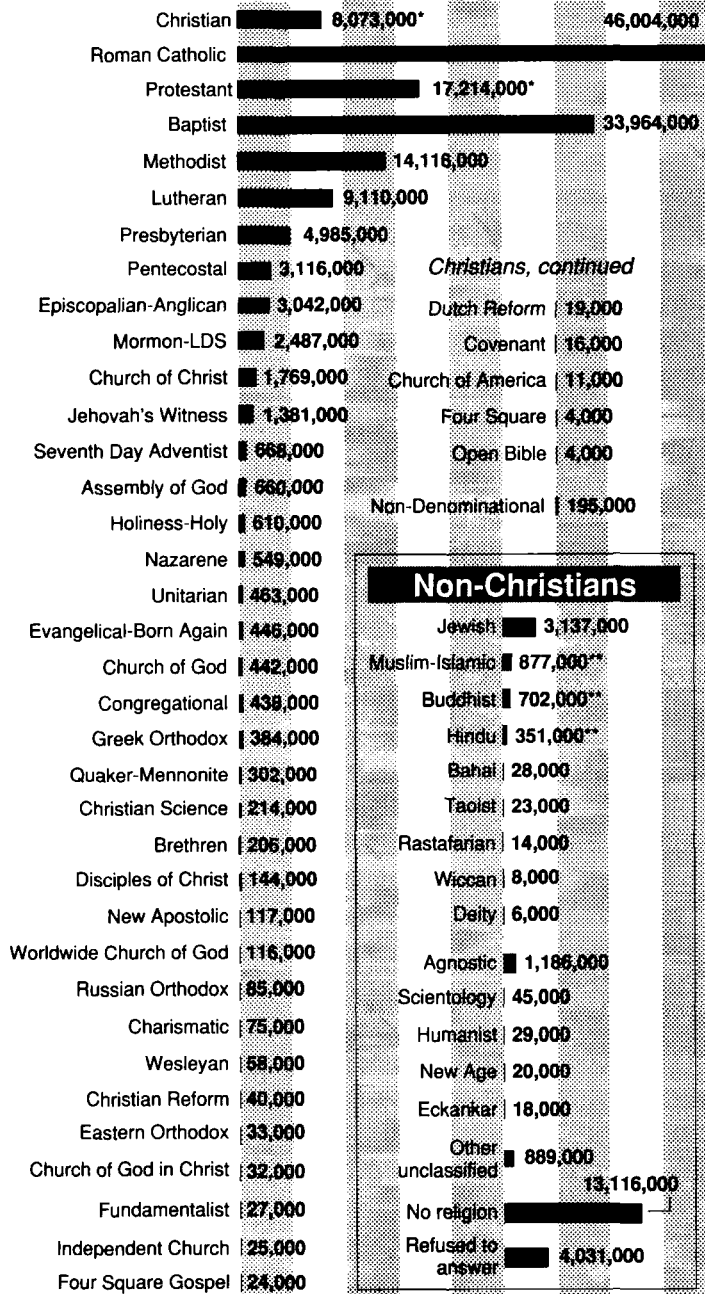 Christian 8,073,000*
46,004,000
Roman Catholic
Protestant 17,214,000*
Baptist 33,964,000
Methodist 14,116,000
Lutheran 9,110,000
Presbyterian 4,985,000
Pentecostal 3,116,000
Episcopalian-Anglican 3,042,000
Mormon-LDS 2,487,000
Church of Christ 1,769,000
Jehovah's Witness 1,381,000
Seventh Day Adventist 668,000
Assembly of God 660,000
Holiness-Holy 610,000
Nazarene 549,000
Unitarian 463,000
Evangelical-Born Again 446,000
Church of God 442,000
Congregational 438,000
Greek Orthodox 384,000
Quaker-Mennonite 302,000
Christian Science 214,000
Brethren 206,000
Disciples of Christ 144,000
New Apostolic 117,000
Worldwide Church of God 116,000
Russian Orthodox 85,000
Charismatic 75,000
Wesleyan 58,000
Christian Reform 40,000
Eastern Orthodox 33,000
Church of God in Christ 32,000
Fundamentalist 27,000
Independent Church 25,000
Four Square Gospel 24,000
Christians, continued
Dutch Reform 19,000
Covenant 16,000
Church of America 11,000
Four Square 4,000
Open Bible 4,000
Non-Denominational 195,000
Non-Christians
Jewish 3,137,000
Muslim-Islamic 877,000**
Buddhist 702,000**
Hindu 351,000**
Bahai 28,000
Taoist 23,000
Rastafarian 14,000
Wiccan 8,000
Deity 6,000
Agnostic 1,186,000
Scientology 45,000
Humanist 29,000
New Age 20,000
Eckankar 18,000
Other
unclassified 889,000
13,116,000
No religion
Refused to
answer 4,031,000